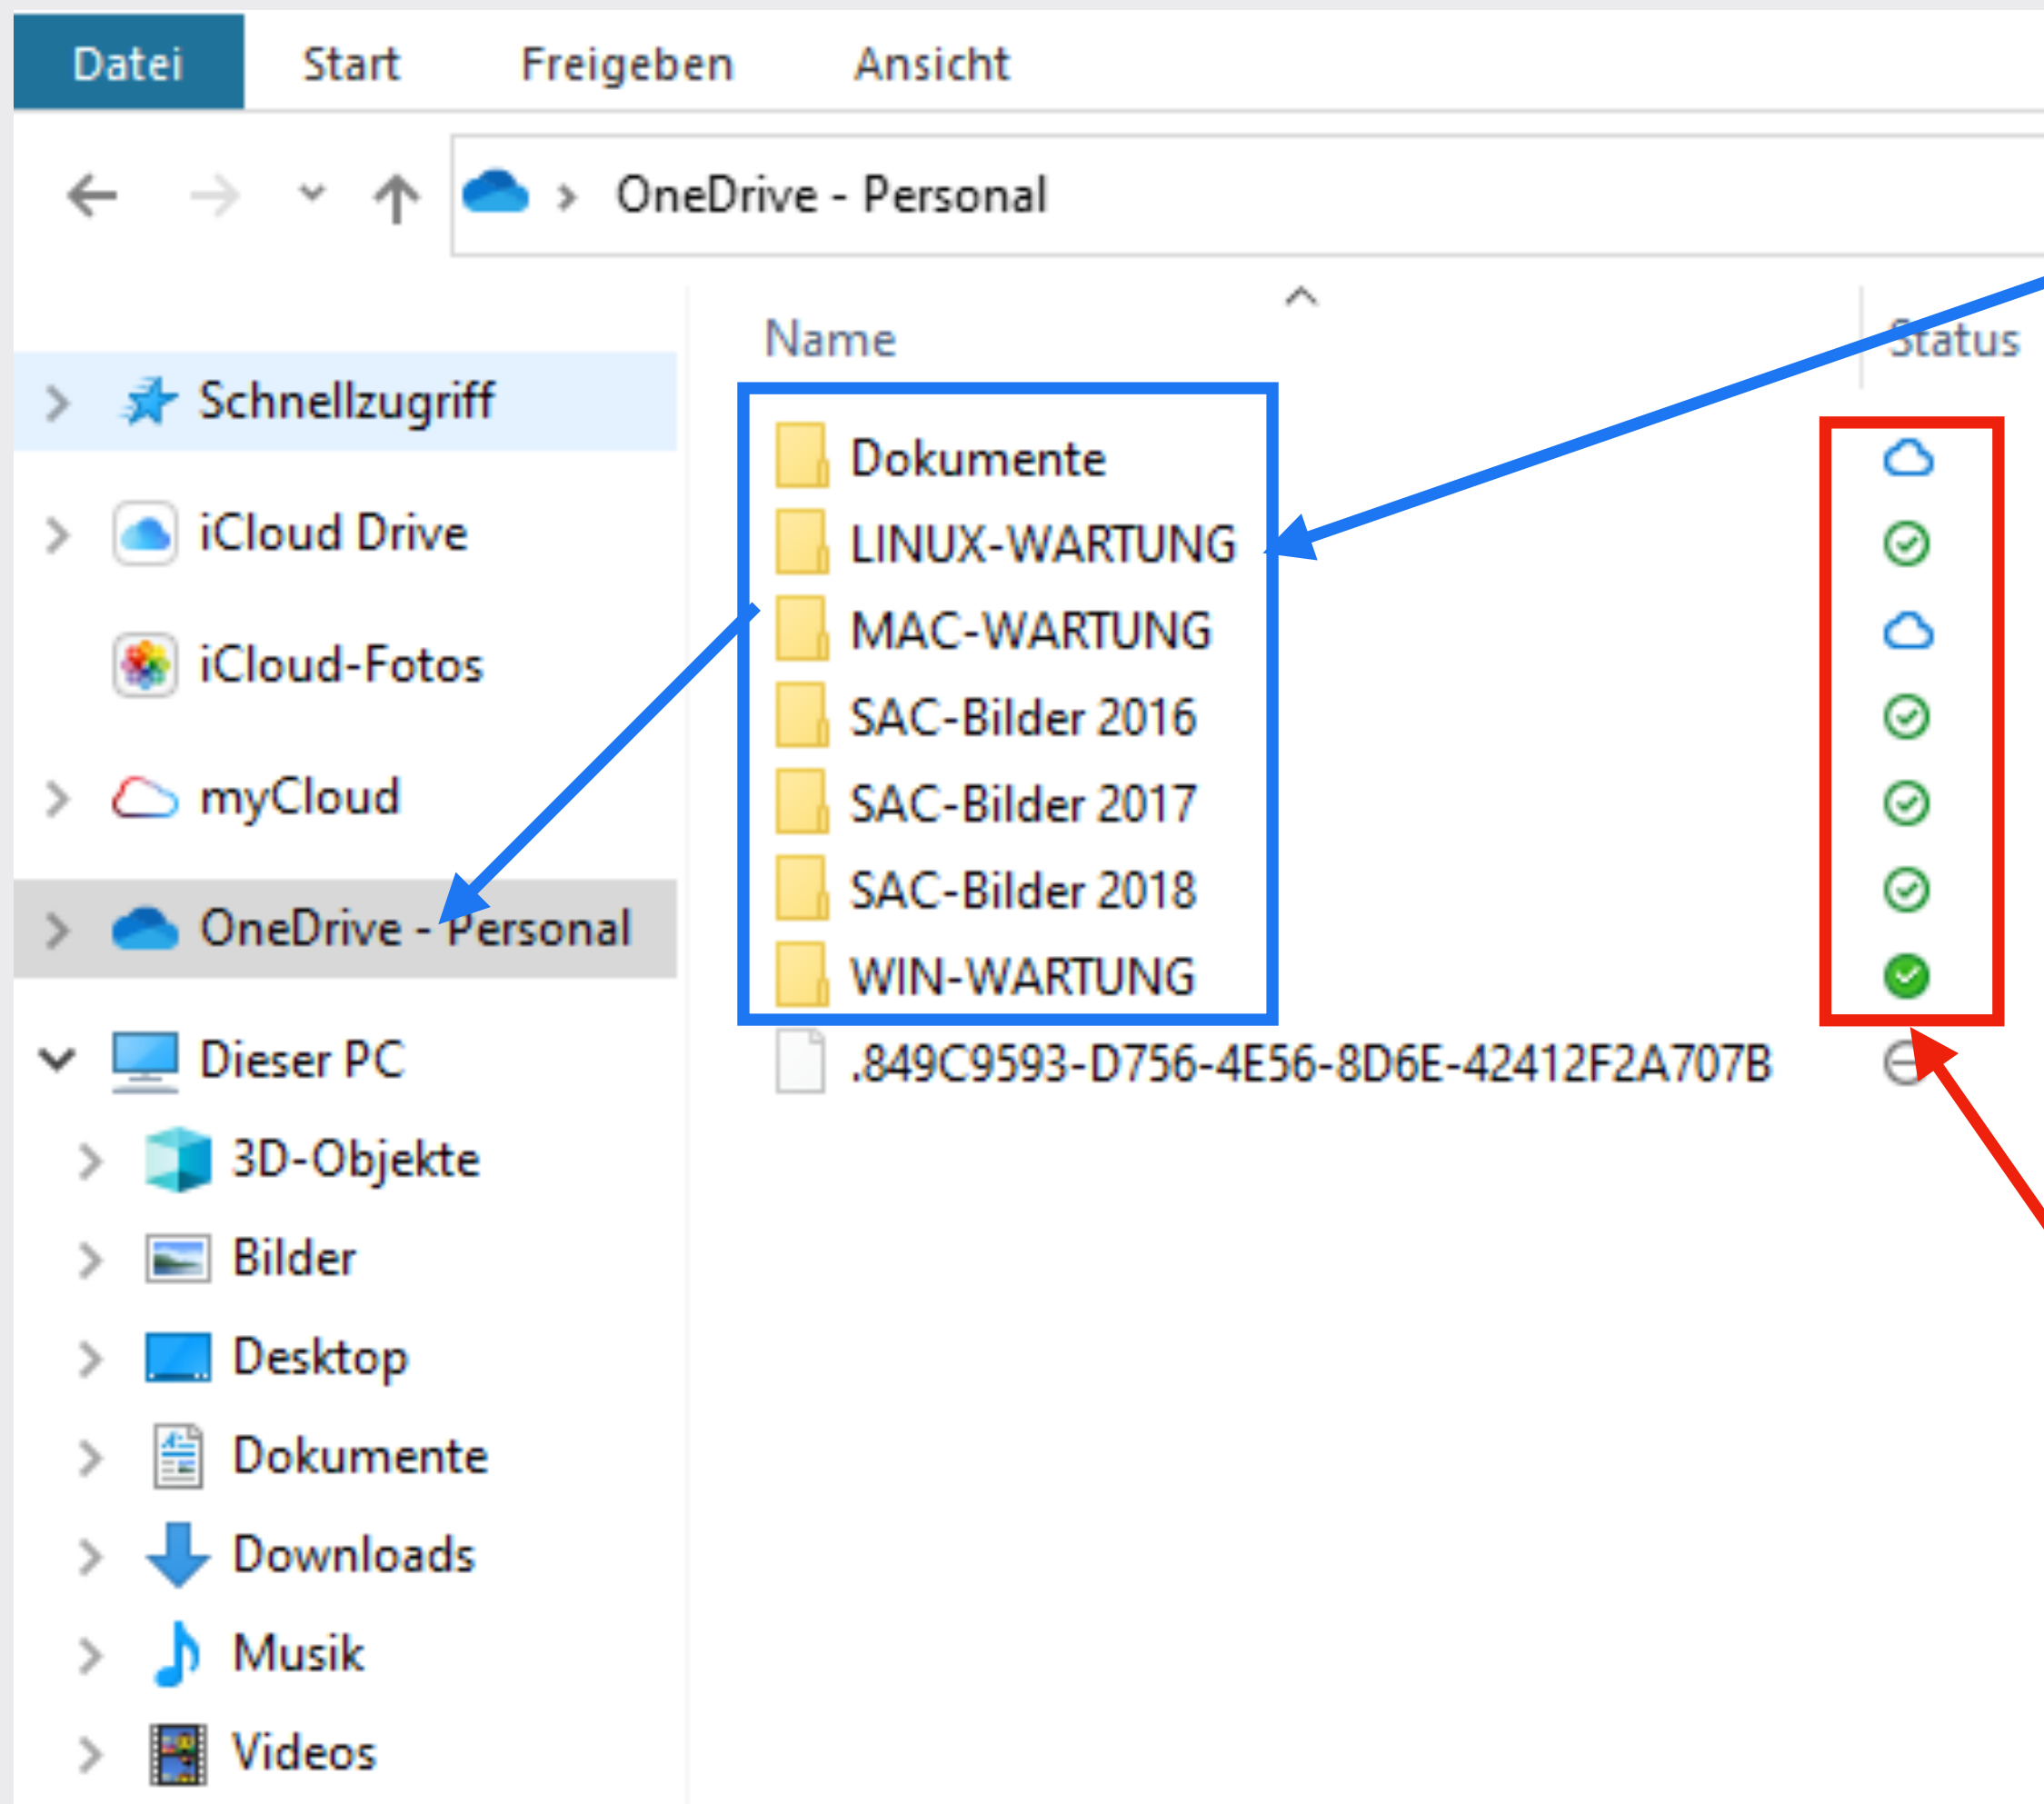 Datei Start Freigeben Ansicht
OneDrive - Personal
Name Status
Schnellzugriff
iCloud Drive
iCloud-Fotos
myCloud
OneDrive - Personal
Dieser PC
3D-Objekte
Bilder
Desktop
Dokumente
Downloads
Musik
Videos
Dokumente
LINUX-WARTUNG
MAC-WARTUNG
SAC-Bilder 2016
SAC-Bilder 2017
SAC-Bilder 2018
WIN-WARTUNG
.849C9593-D756-4E56-8D6E-42412F2A707B